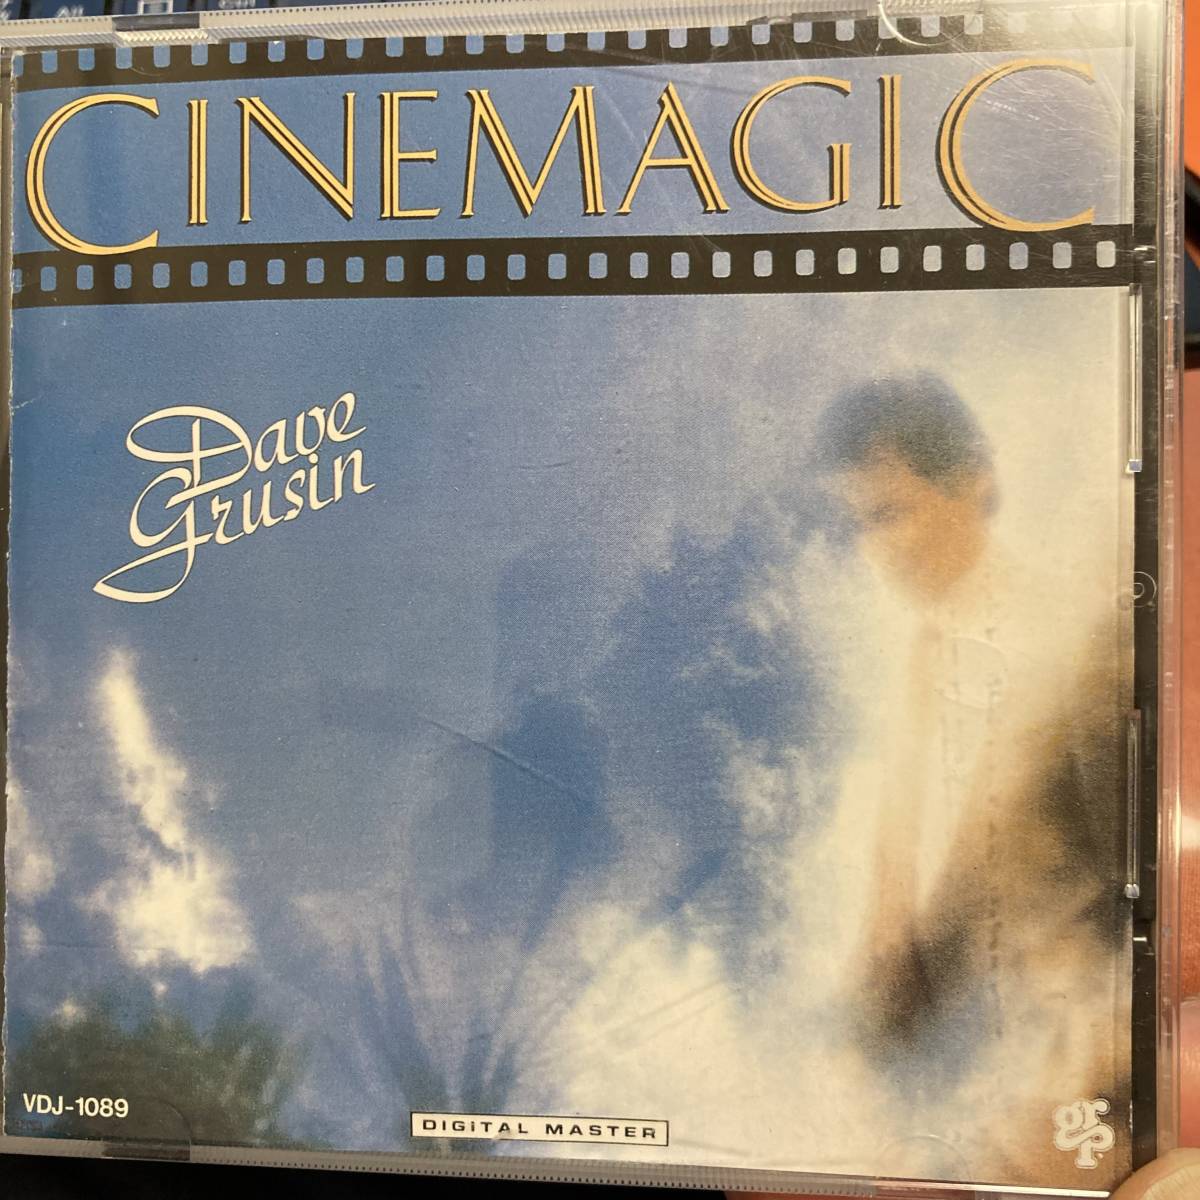 CINEMAGIC
Dave
Grusin
VDJ-1089
DIGITAL MASTER
grp